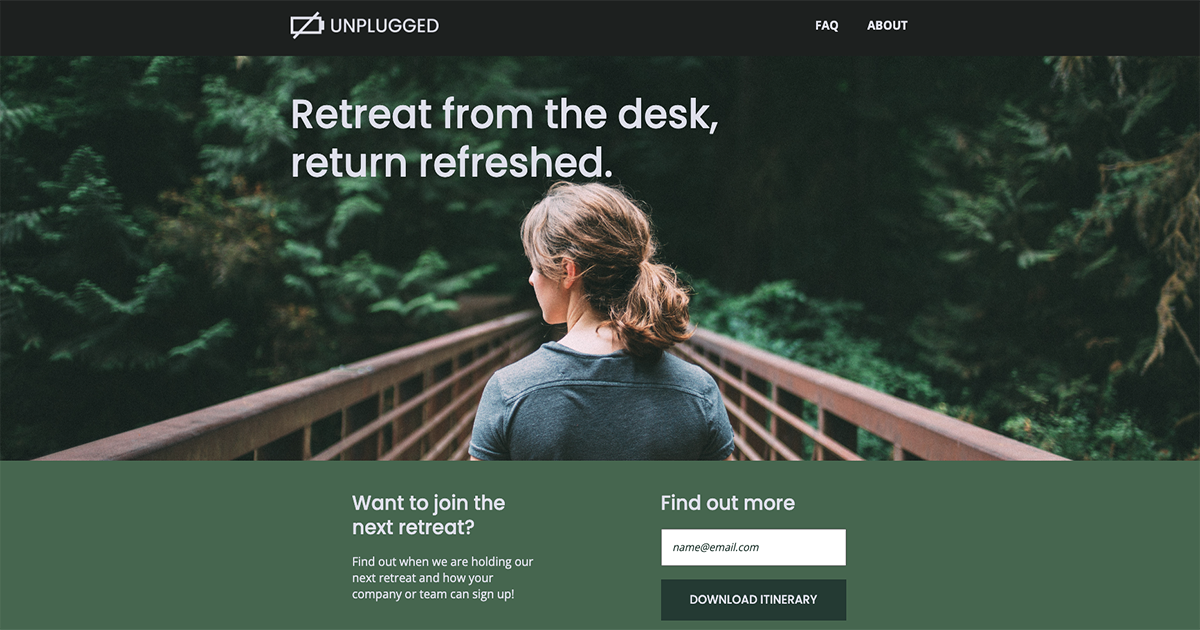 UNPLUGGED
FAQ
ABOUT
Retreat from the desk,
return refreshed.
Want to join the
next retreat?
Find out when we are holding our
next retreat and how your
company or team can sign up!
Find out more
name@email.com
DOWNLOAD ITINERARY